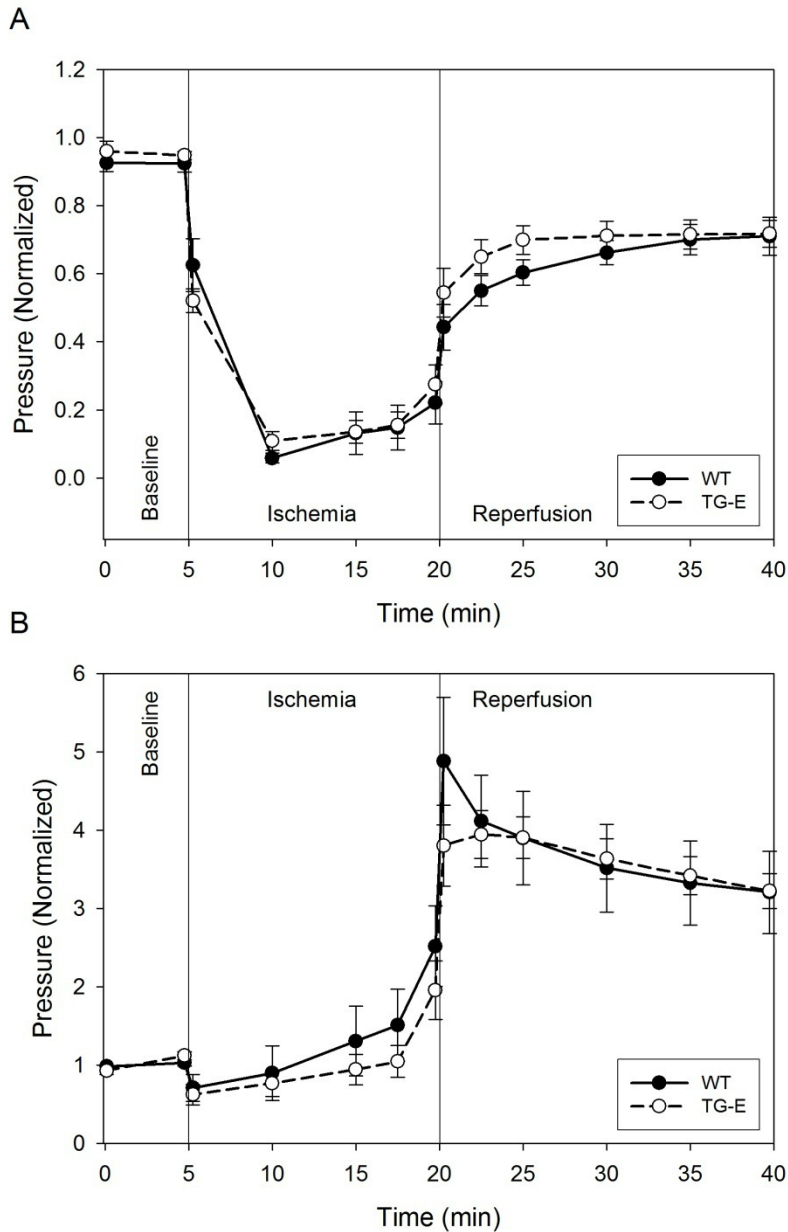 A
1.2
1.0
0.8
0.6
0.4
0.2
0.0
Pressure (Normalized)
Baseline
Ischemia
Reperfusion
WT
TG-E
0 5 10 15 20 25 30 35 40
Time (min)
B
6
5
4
3
2
1
0
Pressure (Normalized)
Baseline
Ischemia
Reperfusion
WT
TG-E
0 5 10 15 20 25 30 35 40
Time (min)